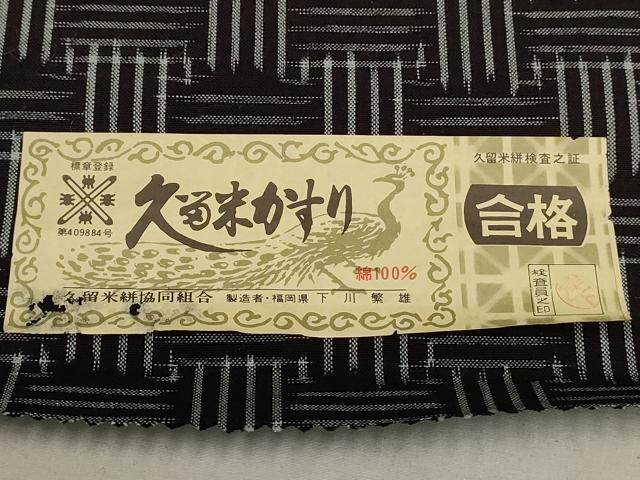 標章登録
第409884号
久留米かすり
綿100%
久留米絣協同組合 製造者・福岡県 下川繁雄
久留米絣検査之証
合格
検査員之印